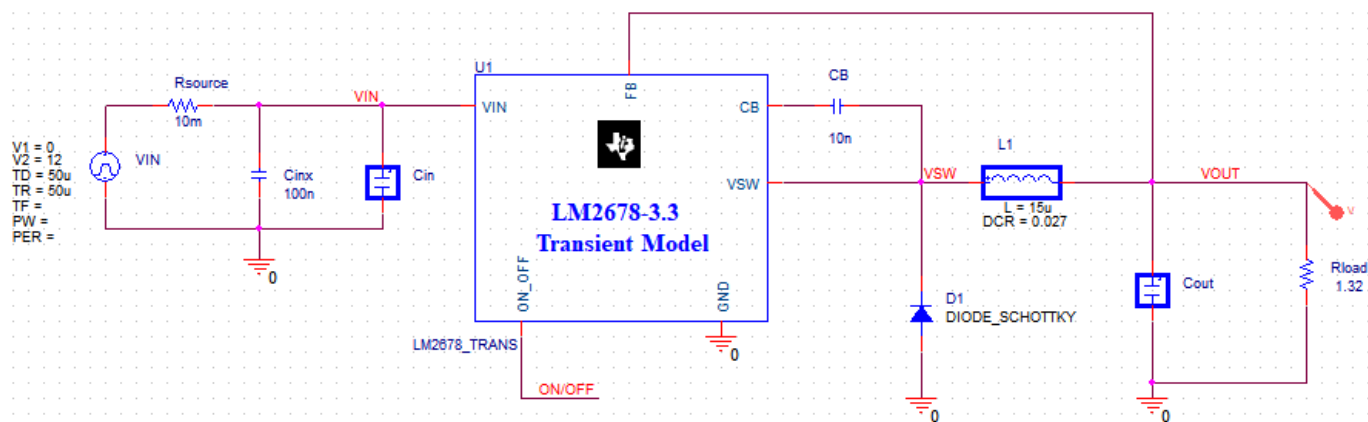 U1
Rsource
10m
VIN
V1 = 0
V2 = 12
TD = 50u
TR = 50u
TF =
PW =
PER =
VIN
Cinx
100n
Cin
0
VIN
FB
CB
VSW
LM2678-3.3
Transient Model
ON_OFF
GND
LM2678_TRANS
ON/OFF
0
CB
10n
VSW
L1
L = 15u
DCR = 0.027
D1
DIODE_SCHOTTKY
0
VOUT
V
Cout
Rload
1.32
0